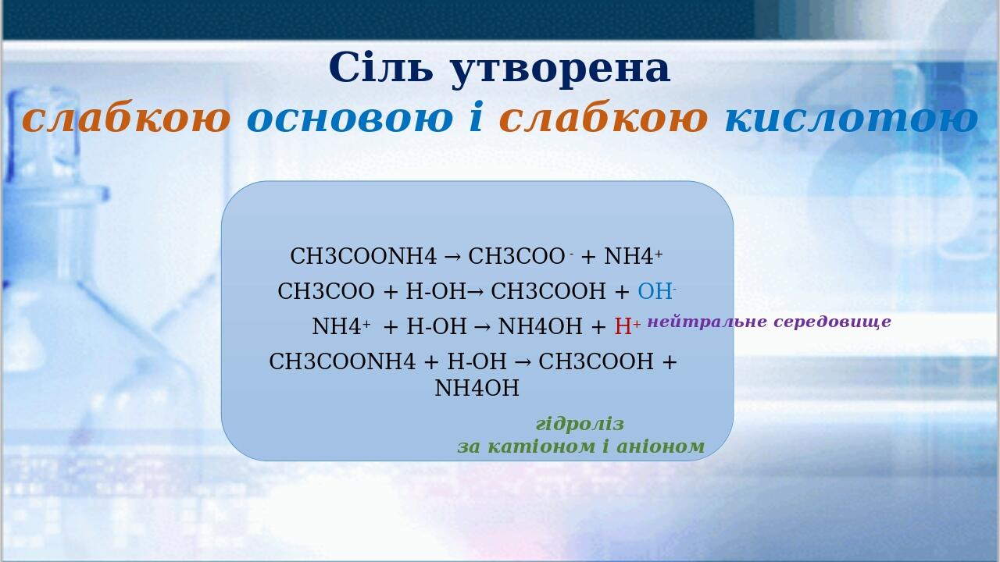 Сіль утворена
слабкою основою і слабкою кислотою
CH3COONH4 → CH3COO⁻ + NH4⁺
CH3COO + H-OH→ CH3COOH + OH⁻
NH4⁺ + H-OH → NH4OH + H⁺ нейтральне середовище
CH3COONH4 + H-OH → CH3COOH +
NH4OH
гідроліз
за катіоном і аніоном